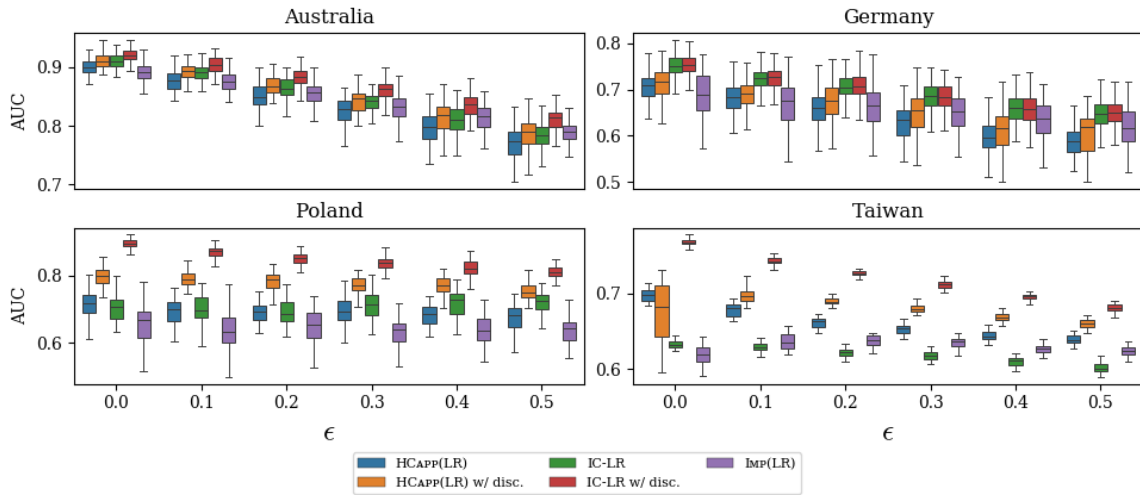 Australia
Germany
AUC
0.9
0.8
0.7
0.8
0.7
0.6
0.5
Poland
Taiwan
AUC
0.8
0.6
0.7
0.6
0.0 0.1 0.2 0.3 0.4 0.5
0.0 0.1 0.2 0.3 0.4 0.5
ϵ
ϵ
HCAPP(LR)
HCAPP(LR) w/ disc.
IC-LR
IC-LR w/ disc.
IMP(LR)